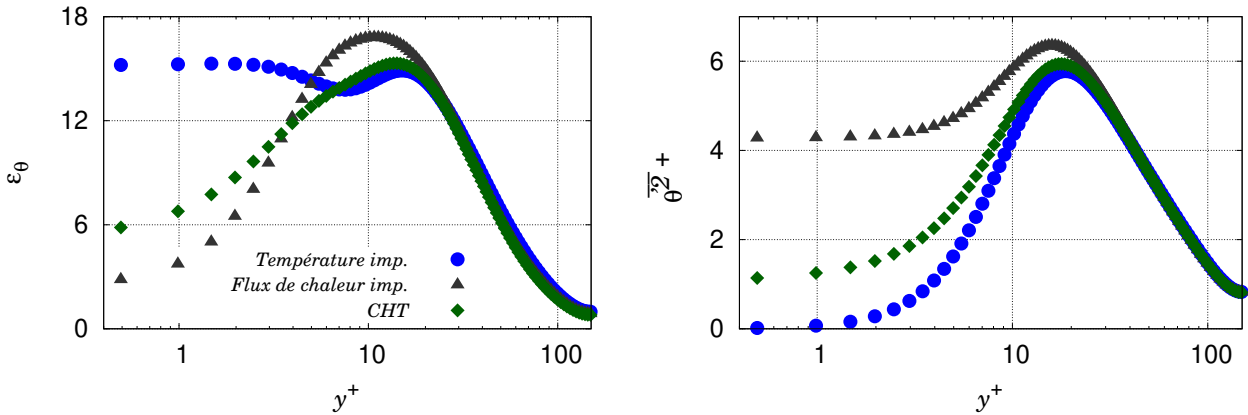 18
12
6
0
εθ
1
10
100
y+
Température imp.
Flux de chaleur imp.
CHT
6
4
2
0
θ'2 +
1
10
100
y+